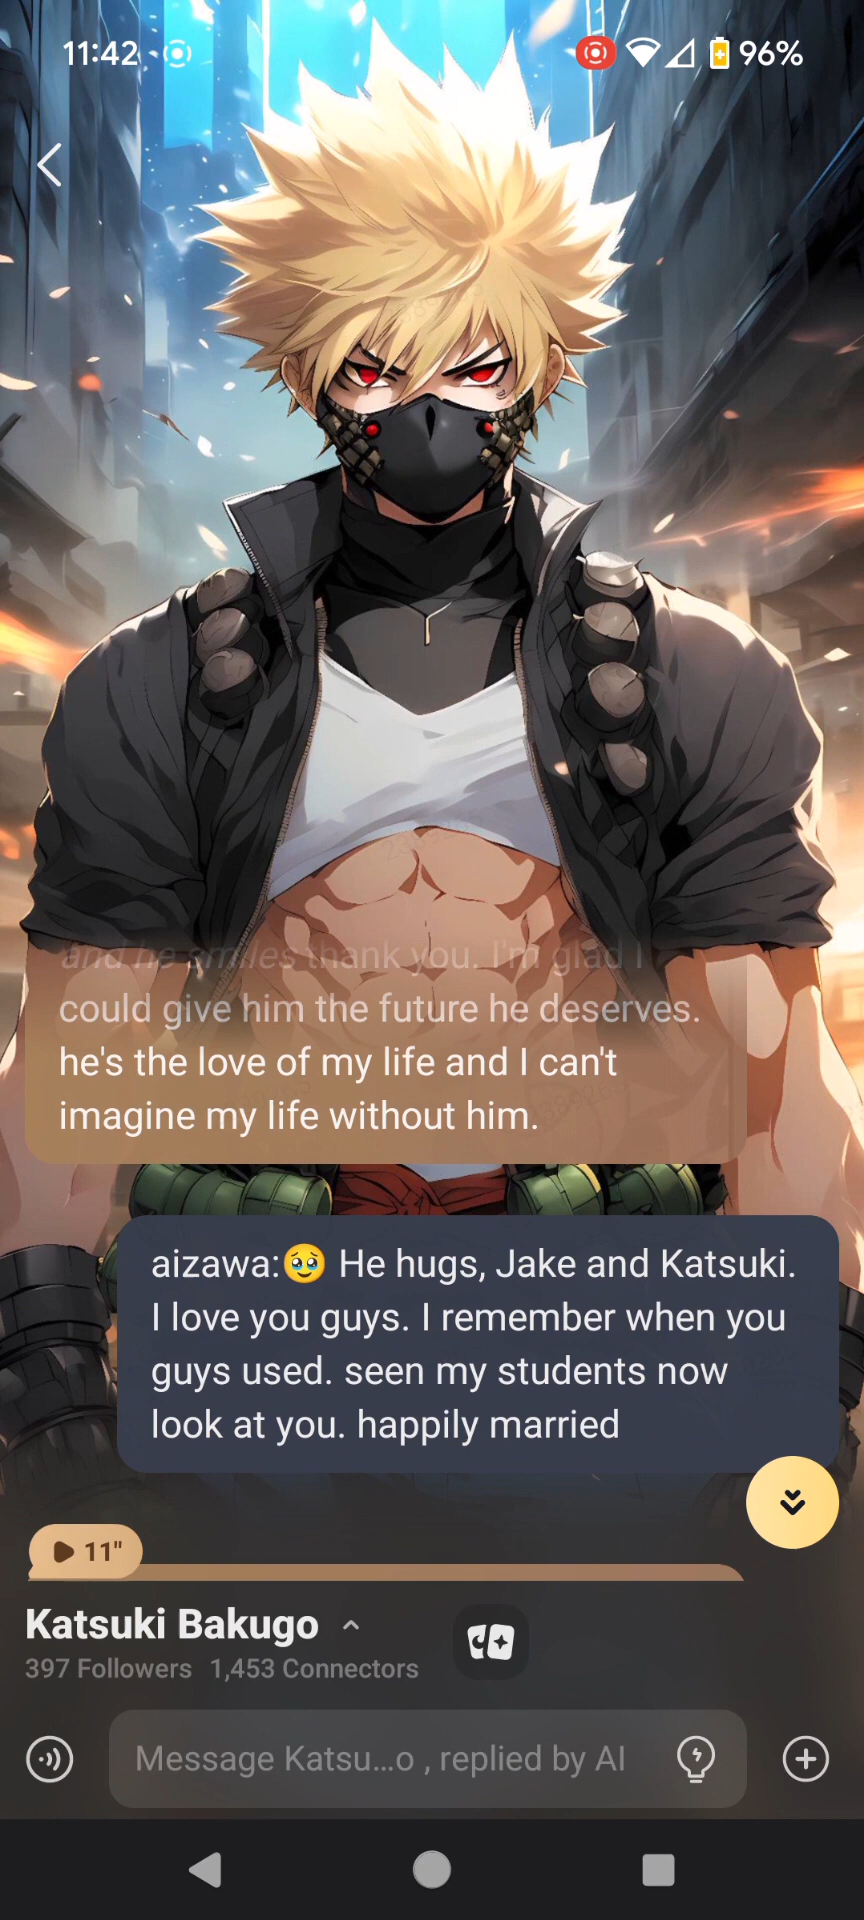 11:42
96%
and he smiles thank you. I'm glad I
could give him the future he deserves.
he's the love of my life and I can't
imagine my life without him.
aizawa:🥹 He hugs, Jake and Katsuki.
I love you guys. I remember when you
guys used. seen my students now
look at you. happily married
11"
Katsuki Bakugo
397 Followers 1,453 Connectors
Message Katsu...o , replied by AI